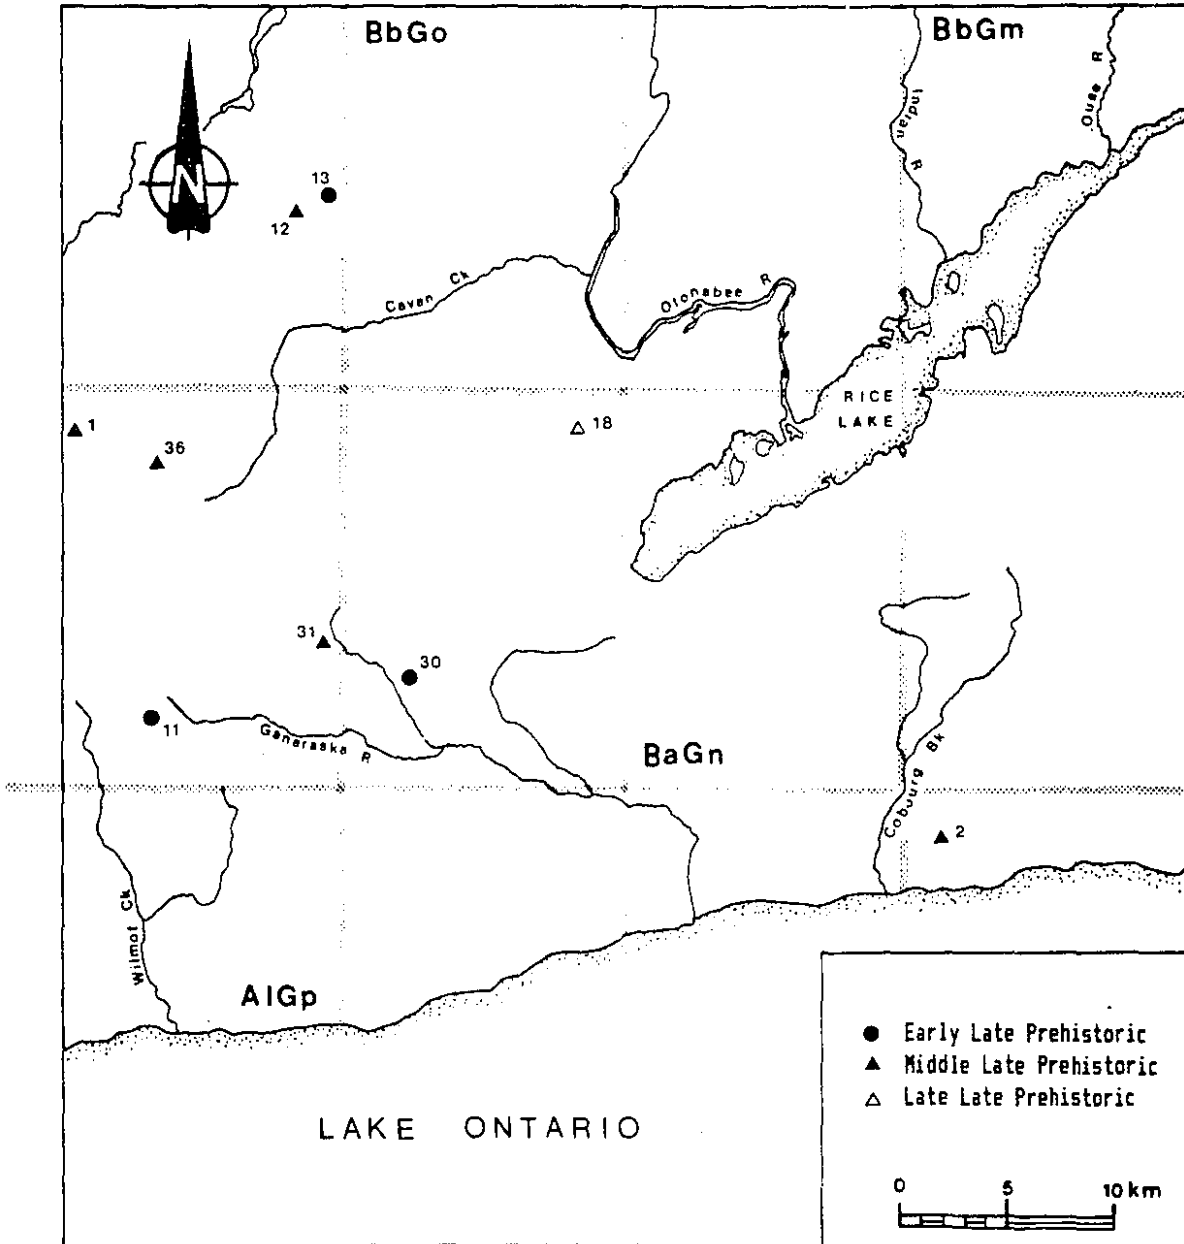 BbGo
BbGm
Indian R
Ouse R
N
13
12
Cavan Ck
Otonabee R
RICE
LAKE
1
36
18
31
30
11
Ganaraska R
BaGn
Cobourg Bk
2
Wilmot Ck
AlGp
LAKE ONTARIO
Early Late Prehistoric
Middle Late Prehistoric
Late Late Prehistoric
0 5 10 km